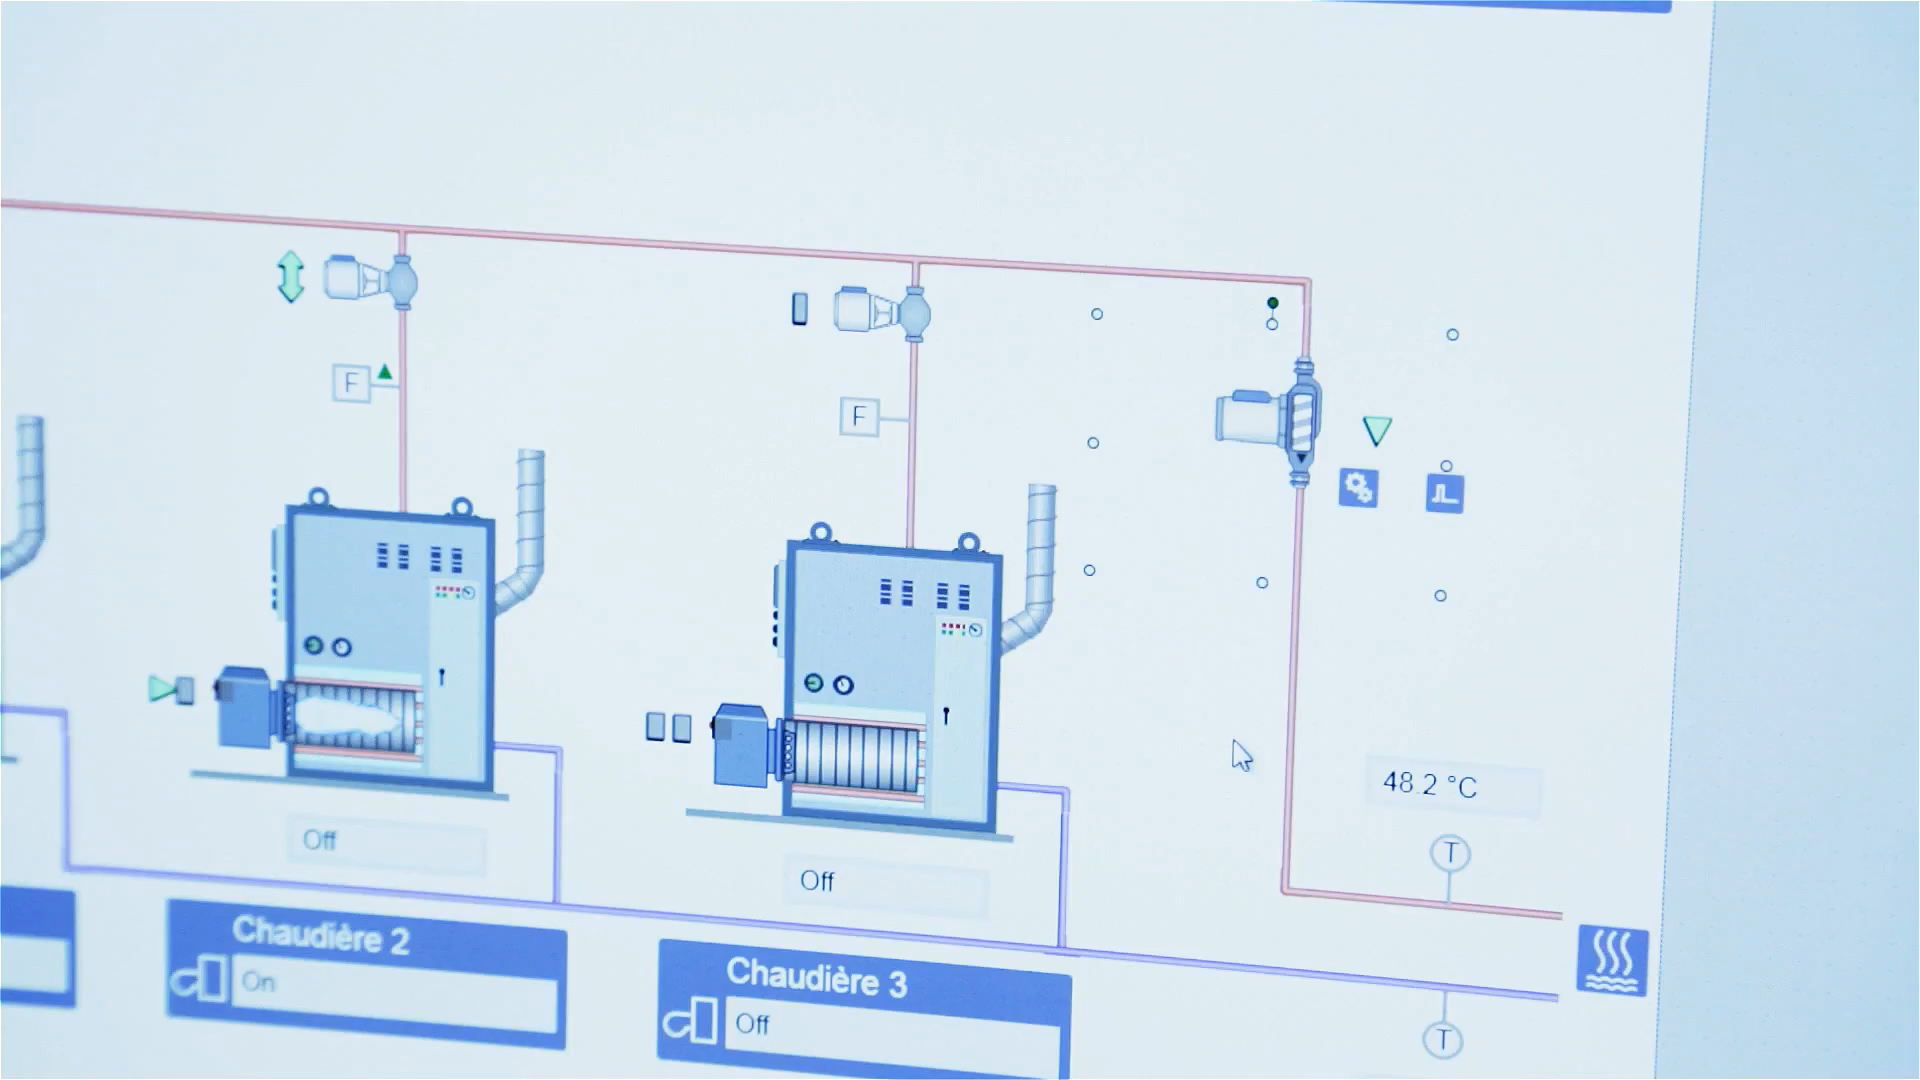 F
F
48.2 °C
T
Off
Off
Chaudière 2
On
Chaudière 3
Off
T